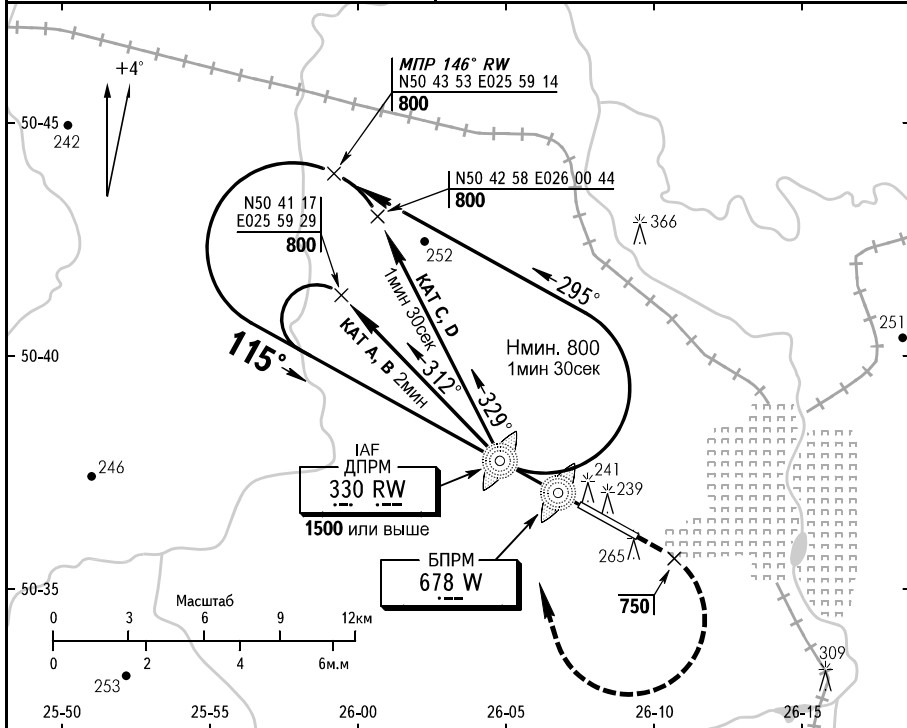 +4°
МПР 146° RW
N50 43 53 E025 59 14
800
50-45
242
N50 42 58 E026 00 44
800
N50 41 17
E025 59 29
800
366
252
295°
КАТ C, D
1мин 30сек
251
50-40
115°
КАТ А, В 2мин
312°
329°
Нмин. 800
1мин 30сек
IAF
ДПРМ
330 RW
1500 или выше
246
241
239
265
БПРМ
678 W
750
50-35
Масштаб
0 3 6 9 12км
0 2 4 6м.м
253
309
25-50 25-55 26-00 26-05 26-10 26-15